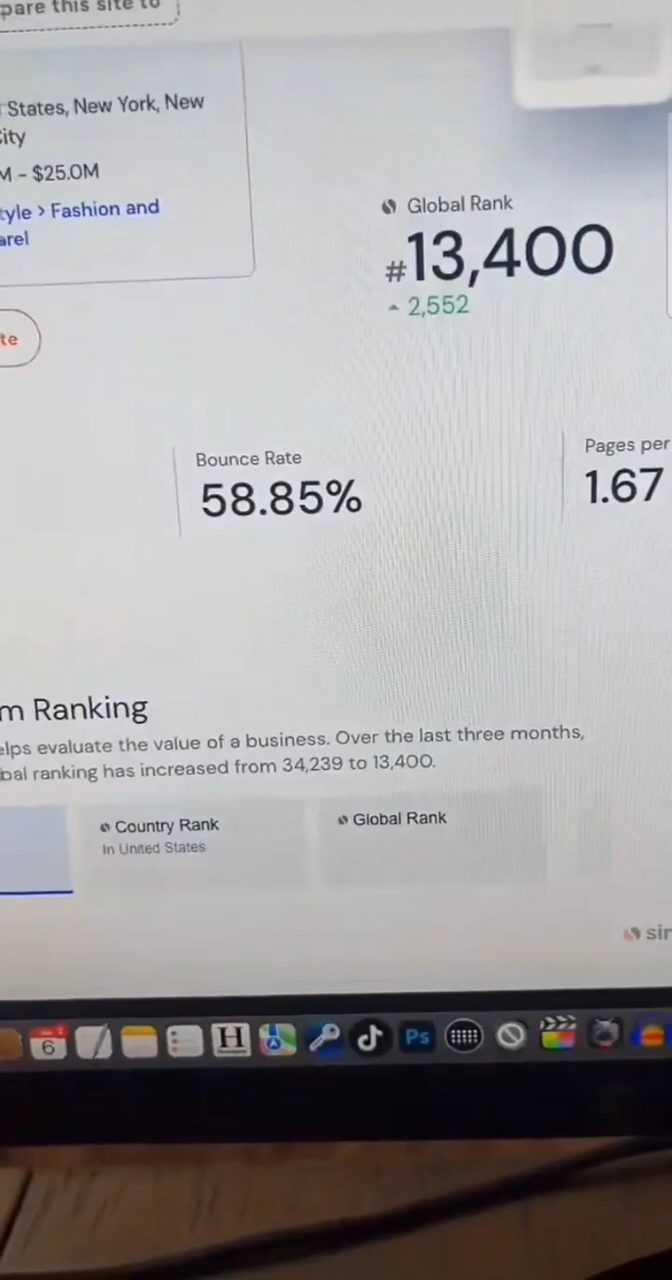 pare this site to
States, New York, New
City
M - $25.0M
tyle > Fashion and
arel
Global Rank
#13,400
2,552
te
Bounce Rate
58.85%
Pages per
1.67
m Ranking
elps evaluate the value of a business. Over the last three months,
bal ranking has increased from 34,239 to 13,400.
Country Rank
In United States
Global Rank
sim
6
H
Ps